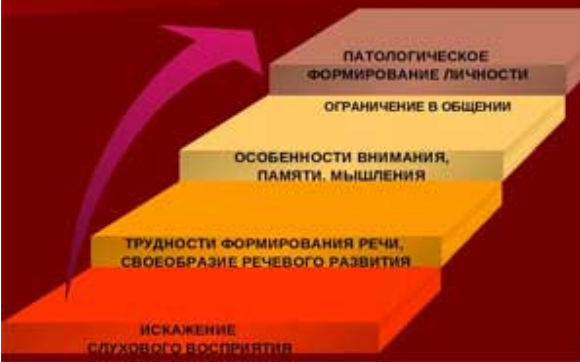 ПАТОЛОГИЧЕСКОЕ
ФОРМИРОВАНИЕ ЛИЧНОСТИ
ОГРАНИЧЕНИЕ В ОБЩЕНИИ
ОСОБЕННОСТИ ВНИМАНИЯ,
ПАМЯТИ, МЫШЛЕНИЯ
ТРУДНОСТИ ФОРМИРОВАНИЯ РЕЧИ,
СВОЕОБРАЗИЕ РЕЧЕВОГО РАЗВИТИЯ
ИСКАЖЕНИЕ
СЛУХОВОГО ВОСПРИЯТИЯ